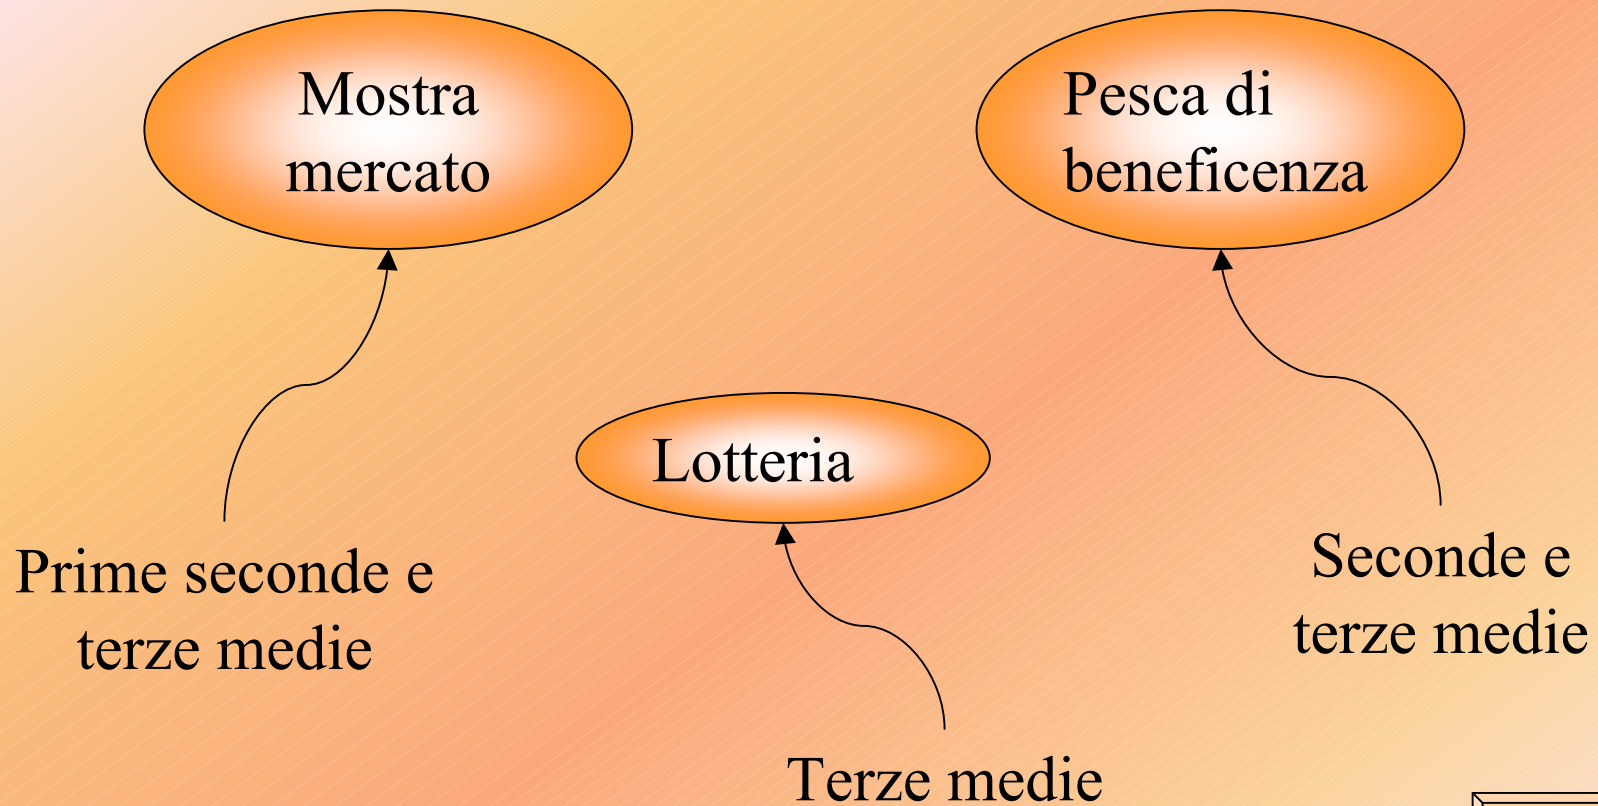 Mostra
mercato
Pesca di
beneficenza
Lotteria
Prime seconde e
terze medie
Seconde e
terze medie
Terze medie